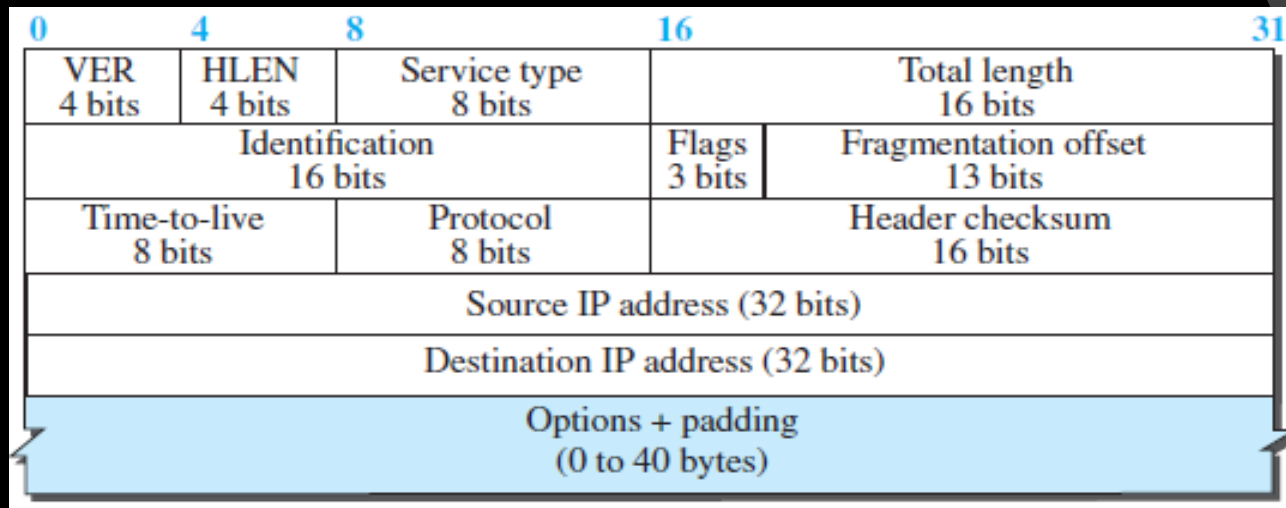 0 4 8 16 31
VER HLEN Service type Total length
4 bits 4 bits 8 bits 16 bits
Identification Flags Fragmentation offset
16 bits 3 bits 13 bits
Time-to-live Protocol Header checksum
8 bits 8 bits 16 bits
Source IP address (32 bits)
Destination IP address (32 bits)
Options + padding
(0 to 40 bytes)